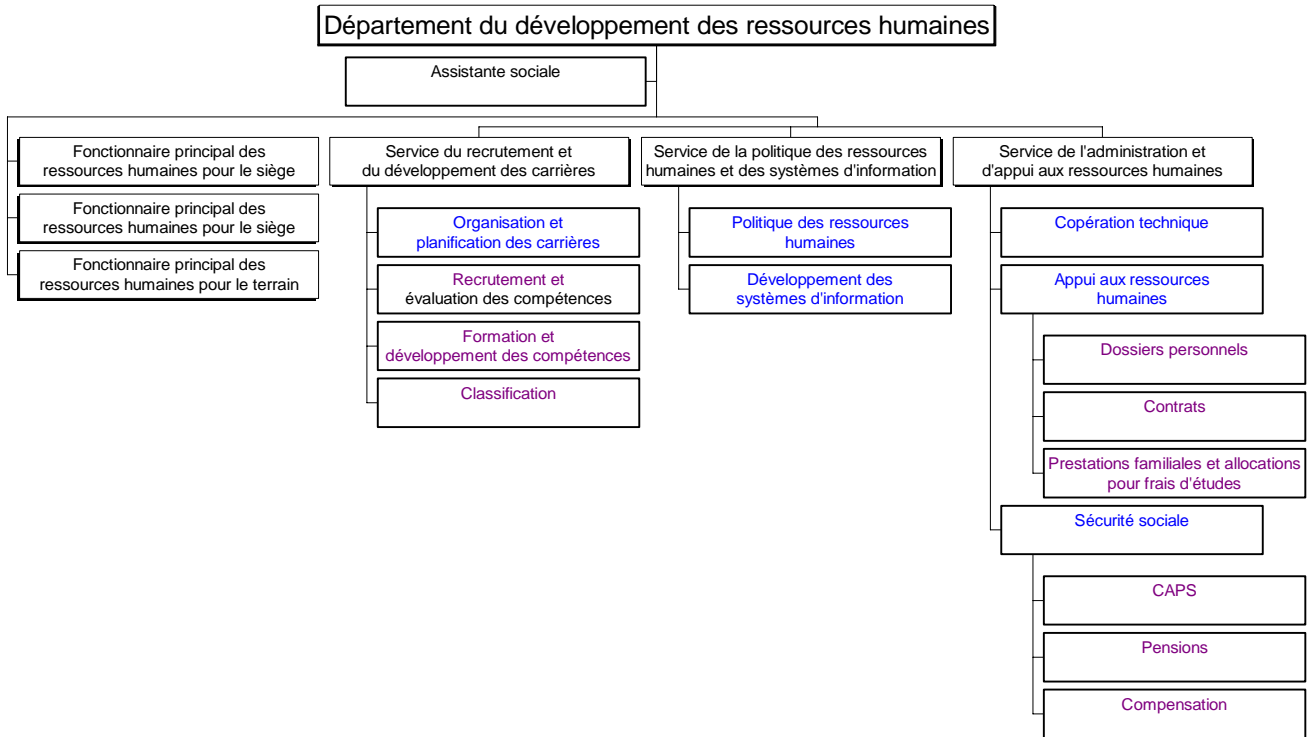 Département du développement des ressources humaines
Assistante sociale
Fonctionnaire principal des
ressources humaines pour le siège
Fonctionnaire principal des
ressources humaines pour le siège
Fonctionnaire principal des
ressources humaines pour le terrain
Service du recrutement et
du développement des carrières
Organisation et
planification des carrières
Recrutement et
évaluation des compétences
Formation et
développement des compétences
Classification
Service de la politique des ressources
humaines et des systèmes d'information
Politique des ressources
humaines
Développement des
systèmes d'information
Service de l'administration et
d'appui aux ressources humaines
Copération technique
Appui aux ressources
humaines
Dossiers personnels
Contrats
Prestations familiales et allocations
pour frais d'études
Sécurité sociale
CAPS
Pensions
Compensation